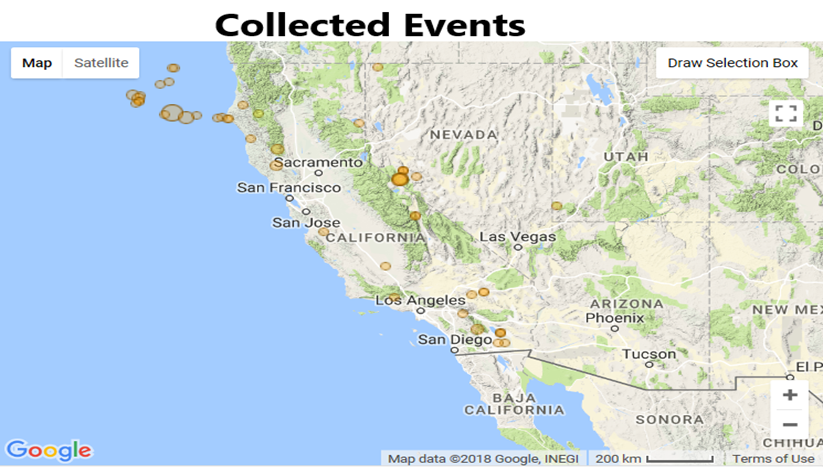 Collected Events
Map Satellite
Draw Selection Box
NEVADA
UTAH
COLO
Sacramento
San Francisco
San Jose
CALIFORNIA
Las Vegas
Los Angeles
ARIZONA
Phoenix
NEW MEX
San Diego
Tucson
El P
BAJA
CALIFORNIA
SONORA
CHIHU
Google
Map data ©2018 Google, INEGI 200 km Terms of Use